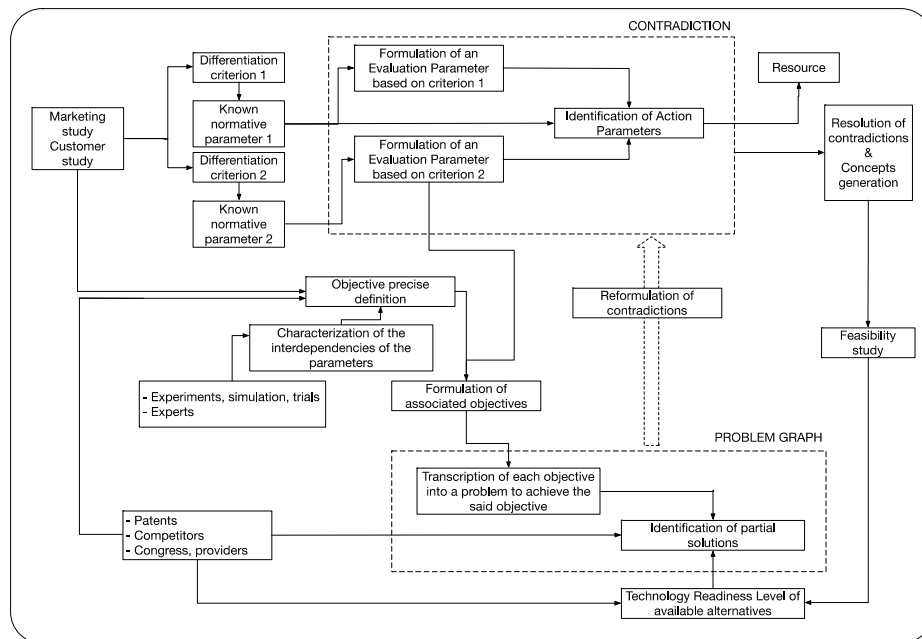 CONTRADICTION
Differentiation
criterion 1
Formulation of an
Evaluation Parameter
based on criterion 1
Resource
Marketing
study
Customer
study
Known
normative
parameter 1
Identification of Action
Parameters
Resolution of
contradictions
&
Concepts
generation
Differentiation
criterion 2
Formulation of an
Evaluation Parameter
based on criterion 2
Known
normative
parameter 2
Objective precise
definition
Reformulation of
contradictions
Characterization of the
interdependencies of the
parameters
Feasibility
study
- Experiments, simulation, trials
- Experts
Formulation of
associated objectives
PROBLEM GRAPH
Transcription of each objective
into a problem to achieve the
said objective
- Patents
- Competitors
- Congress, providers
Identification of partial
solutions
Technology Readiness Level of
available alternatives